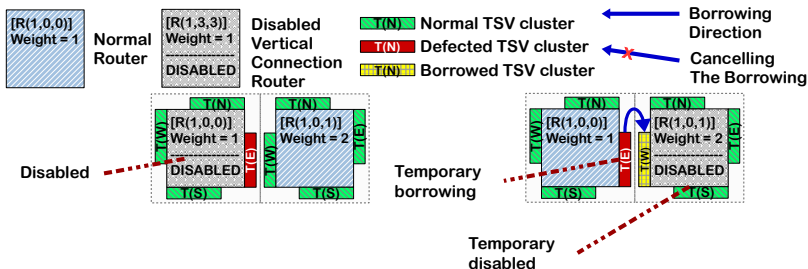 [R(1,0,0)]
Weight = 1
Normal
Router
[R(1,3,3)]
Weight = 1
DISABLED
Disabled
Vertical
Connection
Router
T(N) Normal TSV cluster
T(N) Defected TSV cluster
T(N) Borrowed TSV cluster
Borrowing
Direction
Cancelling
The Borrowing
T(N)
T(W)
[R(1,0,0)]
Weight = 1
DISABLED
T(E)
T(S)
Disabled
T(N)
T(W)
[R(1,0,1)]
Weight = 2
T(E)
T(S)
T(N)
T(W)
[R(1,0,0)]
Weight = 1
T(E)
T(S)
Temporary
borrowing
T(N)
T(W)
[R(1,0,1)]
Weight = 2
DISABLED
T(E)
T(S)
Temporary
disabled